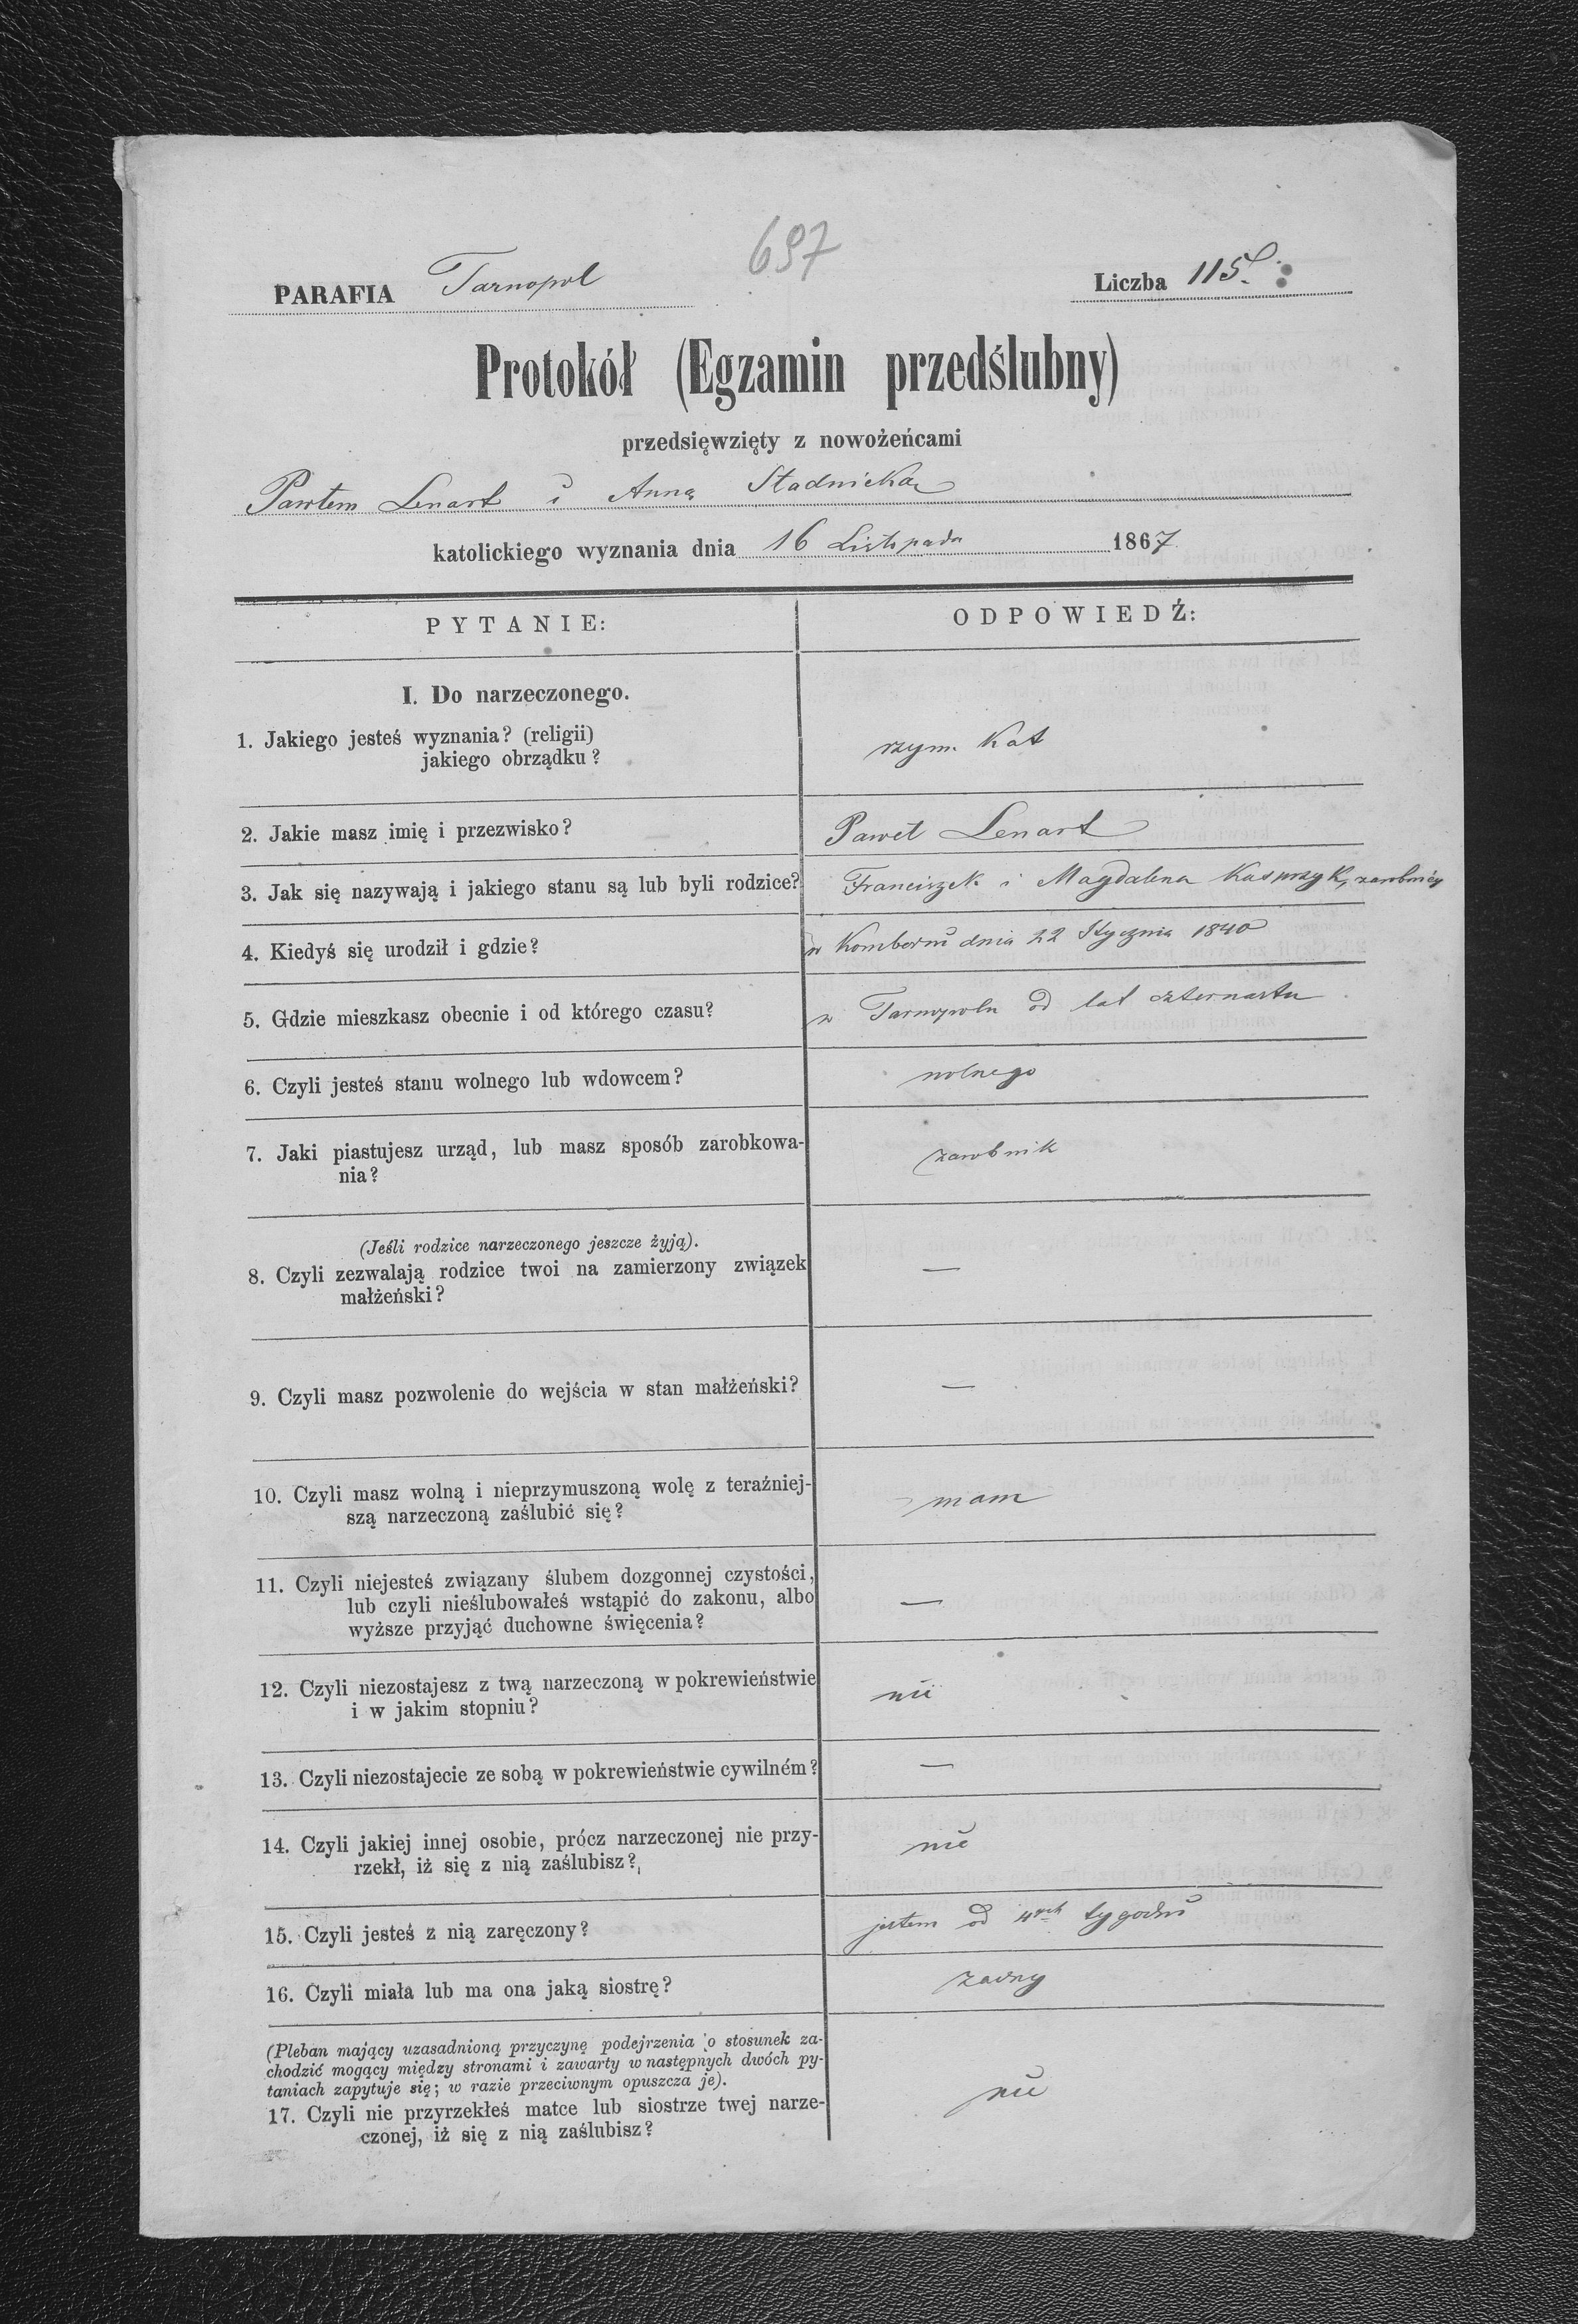 697
PARAFIA Tarnopol
Liczba 115.
Protokół (Egzamin przedślubny)
przedsięwzięty z nowożeńcami
Pawłem Lenart i Anną Stadnicką
katolickiego wyznania dnia 16 Listopada 1867
PYTANIE:
ODPOWIEDŹ:
I. Do narzeczonego.
1. Jakiego jesteś wyznania? (religii)
jakiego obrządku?
rzym. Kat
2. Jakie masz imię i przezwisko?
Paweł Lenart
3. Jak się nazywają i jakiego stanu są lub byli rodzice?
Franciszek i Magdalena Kasprzyk, zarobnicy
4. Kiedyś się urodził i gdzie?
w Kombornii dnia 22 Stycznia 1840
5. Gdzie mieszkasz obecnie i od którego czasu?
w Tarnopolu od lat czternastu
6. Czyli jesteś stanu wolnego lub wdowcem?
wolnego
7. Jaki piastujesz urząd, lub masz sposób zarobkowa-
nia?
zarobnik
(Jeśli rodzice narzeczonego jeszcze żyją).
8. Czyli zezwalają rodzice twoi na zamierzony związek
małżeński?
—
9. Czyli masz pozwolenie do wejścia w stan małżeński?
—
10. Czyli masz wolną i nieprzymuszoną wolę z teraźniej-
szą narzeczoną zaślubić się?
mam
11. Czyli niejesteś związany ślubem dozgonnej czystości,
lub czyli nieślubowałeś wstąpić do zakonu, albo
wyższe przyjąć duchowne święcenia?
—
12. Czyli niezostajesz z twą narzeczoną w pokrewieństwie
i w jakim stopniu?
nie
13. Czyli niezostajecie ze sobą w pokrewieństwie cywilném?
—
14. Czyli jakiej innej osobie, prócz narzeczonej nie przy-
rzekł, iż się z nią zaślubisz?
nie
15. Czyli jesteś z nią zaręczony?
jestem od 4rech tygodni
16. Czyli miała lub ma ona jaką siostrę?
żadny
(Pleban mający uzasadnioną przyczynę podejrzenia o stosunek za-
chodzić mogący między stronami i zawarty w następnych dwóch py-
taniach zapytuje się; w razie przeciwnym opuszcza je).
17. Czyli nie przyrzekłeś matce lub siostrze twej narze-
czonej, iż się z nią zaślubisz?
nie